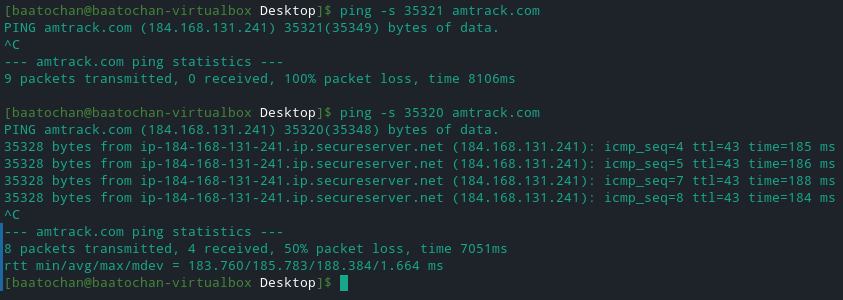 [baatochan@baatochan-virtualbox Desktop]$ ping -s 35321 amtrack.com
PING amtrack.com (184.168.131.241) 35321(35349) bytes of data.
^C
--- amtrack.com ping statistics ---
9 packets transmitted, 0 received, 100% packet loss, time 8106ms
[baatochan@baatochan-virtualbox Desktop]$ ping -s 35320 amtrack.com
PING amtrack.com (184.168.131.241) 35320(35348) bytes of data.
35328 bytes from ip-184-168-131-241.ip.secureserver.net (184.168.131.241): icmp_seq=4 ttl=43 time=185 ms
35328 bytes from ip-184-168-131-241.ip.secureserver.net (184.168.131.241): icmp_seq=5 ttl=43 time=186 ms
35328 bytes from ip-184-168-131-241.ip.secureserver.net (184.168.131.241): icmp_seq=7 ttl=43 time=188 ms
35328 bytes from ip-184-168-131-241.ip.secureserver.net (184.168.131.241): icmp_seq=8 ttl=43 time=184 ms
^C
--- amtrack.com ping statistics ---
8 packets transmitted, 4 received, 50% packet loss, time 7051ms
rtt min/avg/max/mdev = 183.760/185.783/188.384/1.664 ms
[baatochan@baatochan-virtualbox Desktop]$